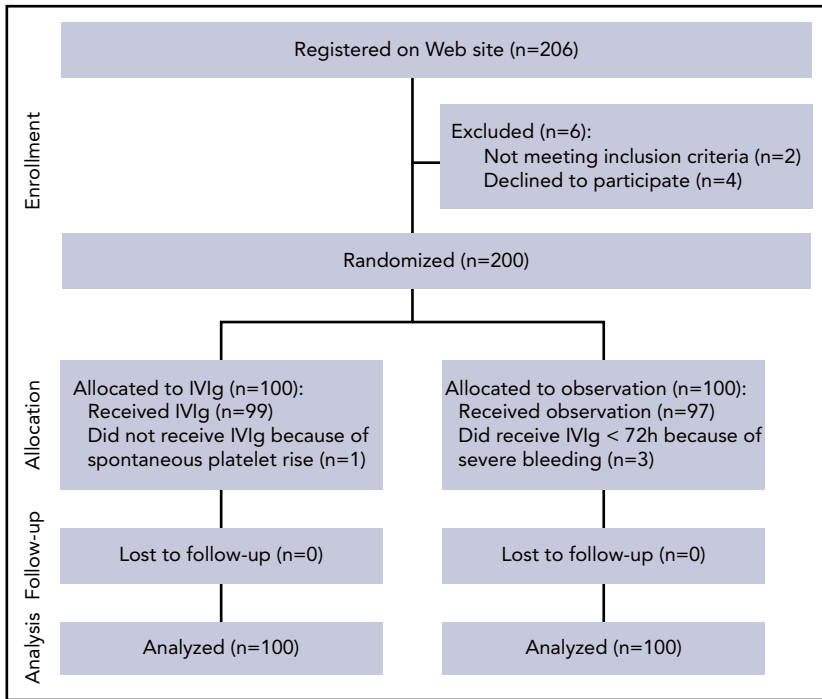 Enrollment
Registered on Web site (n=206)
Excluded (n=6):
Not meeting inclusion criteria (n=2)
Declined to participate (n=4)
Randomized (n=200)
Allocation
Allocated to IVIg (n=100):
Received IVIg (n=99)
Did not receive IVIg because of
spontaneous platelet rise (n=1)
Allocated to observation (n=100):
Received observation (n=97)
Did receive IVIg < 72h because of
severe bleeding (n=3)
Follow-up
Lost to follow-up (n=0)
Lost to follow-up (n=0)
Analysis
Analyzed (n=100)
Analyzed (n=100)